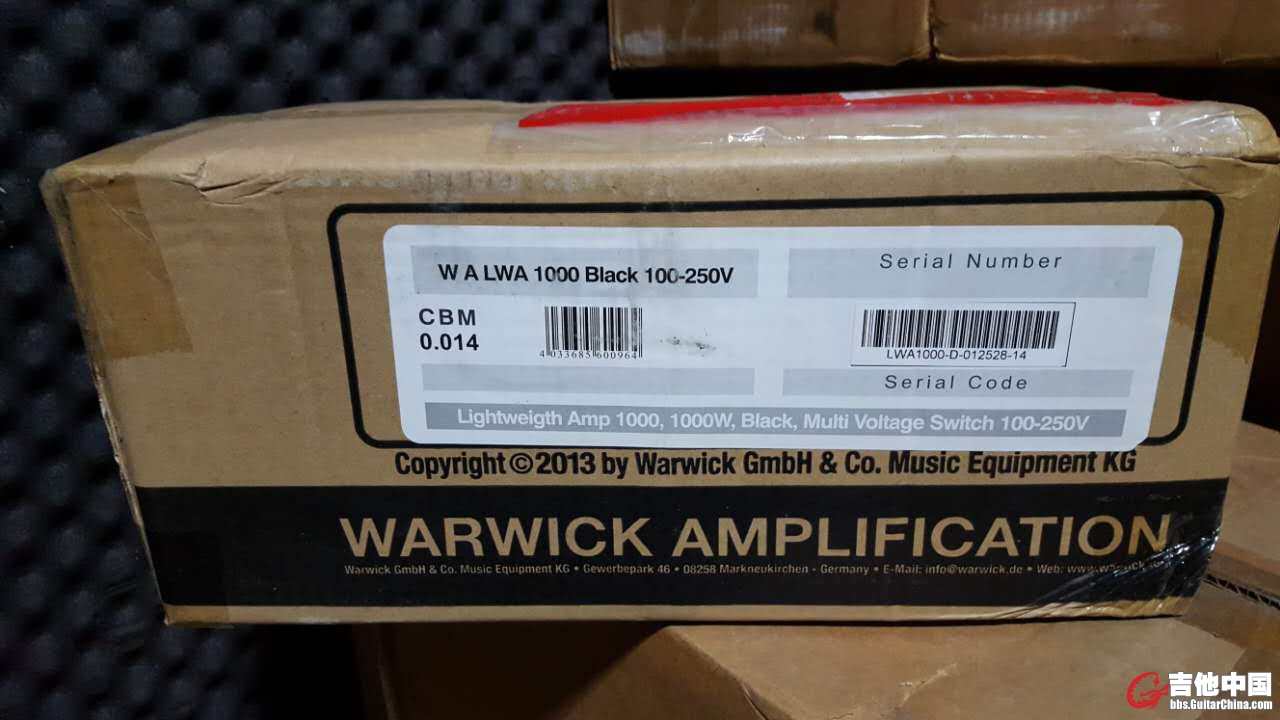 W A LWA 1000 Black 100-250V
Serial Number
CBM
0.014
4 033685 600964
LWA1000-D-012528-14
Serial Code
Lightweigth Amp 1000, 1000W, Black, Multi Voltage Switch 100-250V
Copyright © 2013 by Warwick GmbH & Co. Music Equipment KG
WARWICK AMPLIFICATION
Warwick GmbH & Co. Music Equipment KG • Gewerbepark 46 • 08258 Markneukirchen - Germany • E-Mail: info@warwick.de • Web:
吉他中国
bbs.GuitarChina.com